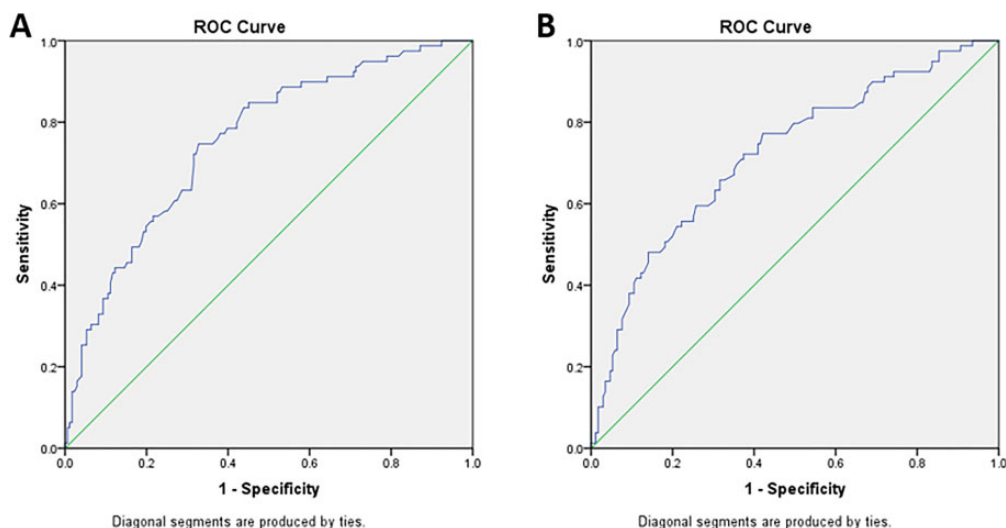 A
ROC Curve
1.0
0.8
0.6
0.4
0.2
0.0
Sensitivity
0.0 0.2 0.4 0.6 0.8 1.0
1 - Specificity
Diagonal segments are produced by ties.
B
ROC Curve
1.0
0.8
0.6
0.4
0.2
0.0
Sensitivity
0.0 0.2 0.4 0.6 0.8 1.0
1 - Specificity
Diagonal segments are produced by ties.